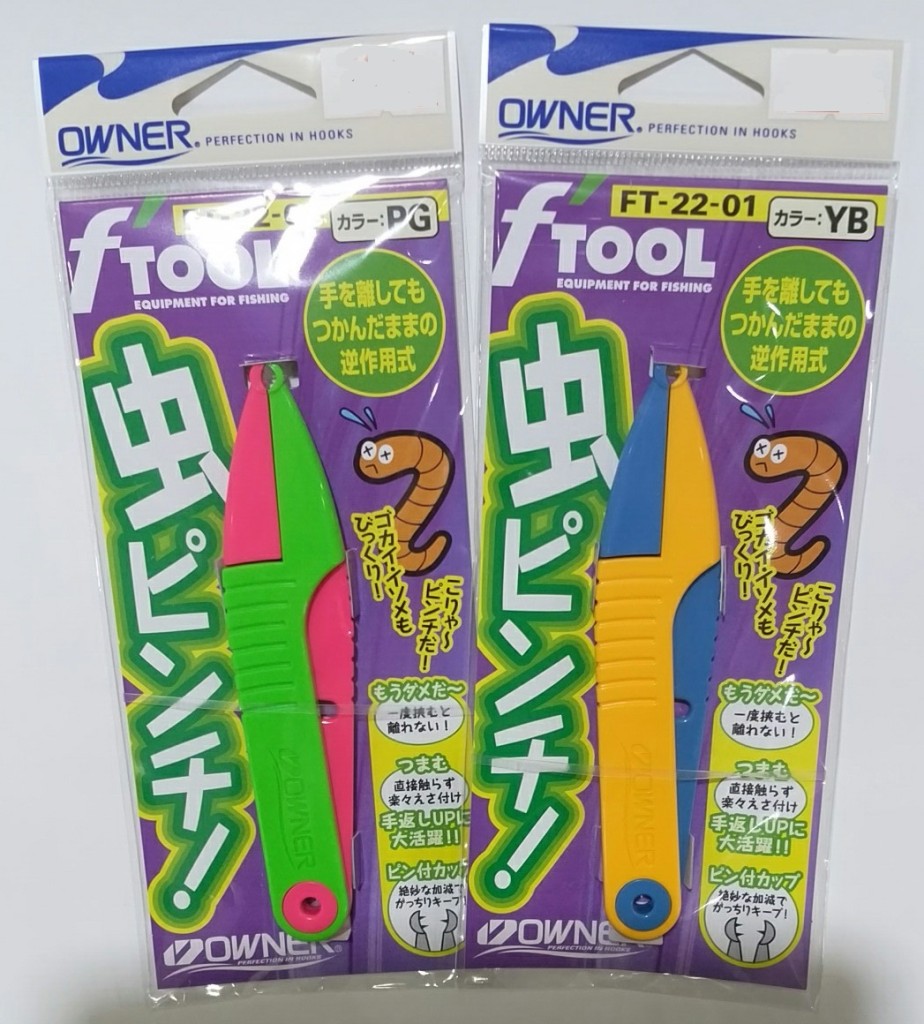 OWNER® PERFECTION IN HOOKS
カラー:PG
f'TOOL
EQUIPMENT FOR FISHING
手を離しても
つかんだままの
逆作用式
虫ピンチ!
こりゃ〜
ピンチだ!
ゴカイ・イソメも
びっくり!
もうダメだ〜
一度挟むと
離れない!
つまむ
直接触らず
楽々えさ付け
手返しUPに
大活躍!!
ピン付カップ
絶妙な加減で
がっちりキープ!
OWNER
OWNER®
PERFECTION IN HOOKS
OWNER® PERFECTION IN HOOKS
FT-22-01
カラー:YB
f'TOOL
EQUIPMENT FOR FISHING
手を離しても
つかんだままの
逆作用式
虫ピンチ!
こりゃ〜
ピンチだ!
ゴカイ・イソメも
びっくり!
もうダメだ〜
一度挟むと
離れない!
つまむ
直接触らず
楽々えさ付け
手返しUPに
大活躍!!
ピン付カップ
絶妙な加減で
がっちりキープ!
OWNER
OWNER
PERFECTION IN HOOKS